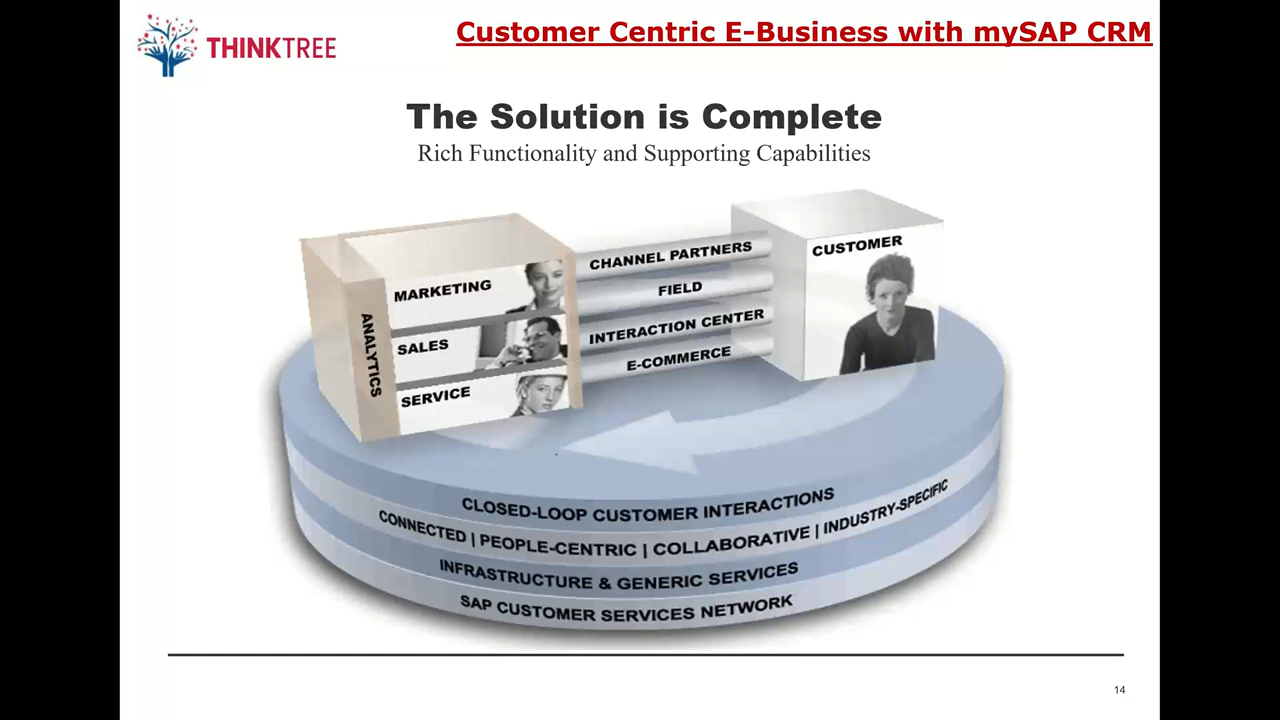 THINKTREE
Customer Centric E-Business with mySAP CRM
The Solution is Complete
Rich Functionality and Supporting Capabilities
ANALYTICS
MARKETING
SALES
SERVICE
CHANNEL PARTNERS
FIELD
INTERACTION CENTER
E-COMMERCE
CUSTOMER
CLOSED-LOOP CUSTOMER INTERACTIONS
CONNECTED | PEOPLE-CENTRIC | COLLABORATIVE | INDUSTRY-SPECIFIC
INFRASTRUCTURE & GENERIC SERVICES
SAP CUSTOMER SERVICES NETWORK
14